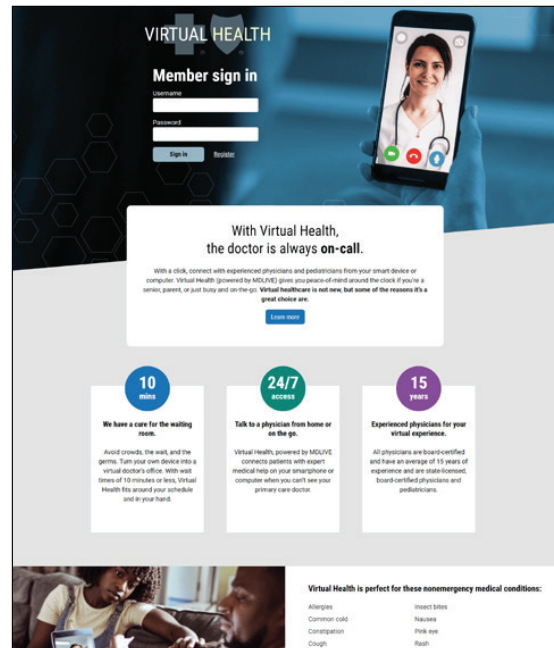 VIRTUAL HEALTH
Member sign in
Username
Password
Sign in
Register
With Virtual Health,
the doctor is always on-call.
With a click, connect with experienced physicians and pediatricians from your smart device or
computer. Virtual Health (powered by MDLIVE) gives you peace-of-mind around the clock if you're a
senior, parent, or just busy and on-the-go. Virtual healthcare is not new, but some of the reasons it's a
great choice are.
Learn more
10
mins
We have a cure for the waiting
room.
Avoid crowds, the wait, and the
germs. Turn your own device into a
virtual doctor's office. With wait
times of 10 minutes or less, Virtual
Health fits around your schedule
and in your hand.
24/7
access
Talk to a physician from home or
on the go.
Virtual Health, powered by MDLIVE
connects patients with expert
medical help on your smartphone or
computer when you can't see your
primary care doctor.
15
years
Experienced physicians for your
virtual experience.
All physicians are board-certified
and have an average of 15 years of
experience and are state-licensed,
board-certified physicians and
pediatricians.
Virtual Health is perfect for these nonemergency medical conditions:
Allergies
Common cold
Constipation
Cough
Insect bites
Nausea
Pink eye
Rash